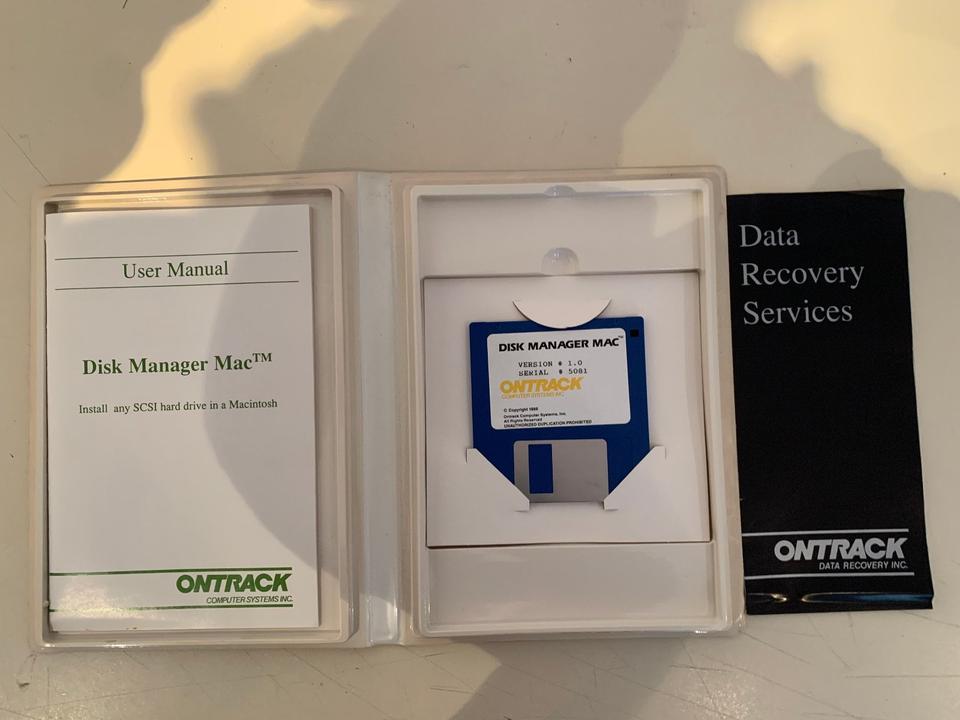 User Manual
Disk Manager Mac™
Install any SCSI hard drive in a Macintosh
ONTRACK
COMPUTER SYSTEMS INC.
DISK MANAGER MAC™
VERSION # 1.0
SERIAL # 5081
ONTRACK
COMPUTER SYSTEMS INC.
© Copyright
Ontrack Computer Systems, Inc.
All Rights Reserved
UNAUTHORIZED DUPLICATION PROHIBITED
Data
Recovery
Services
ONTRACK
DATA RECOVERY INC.